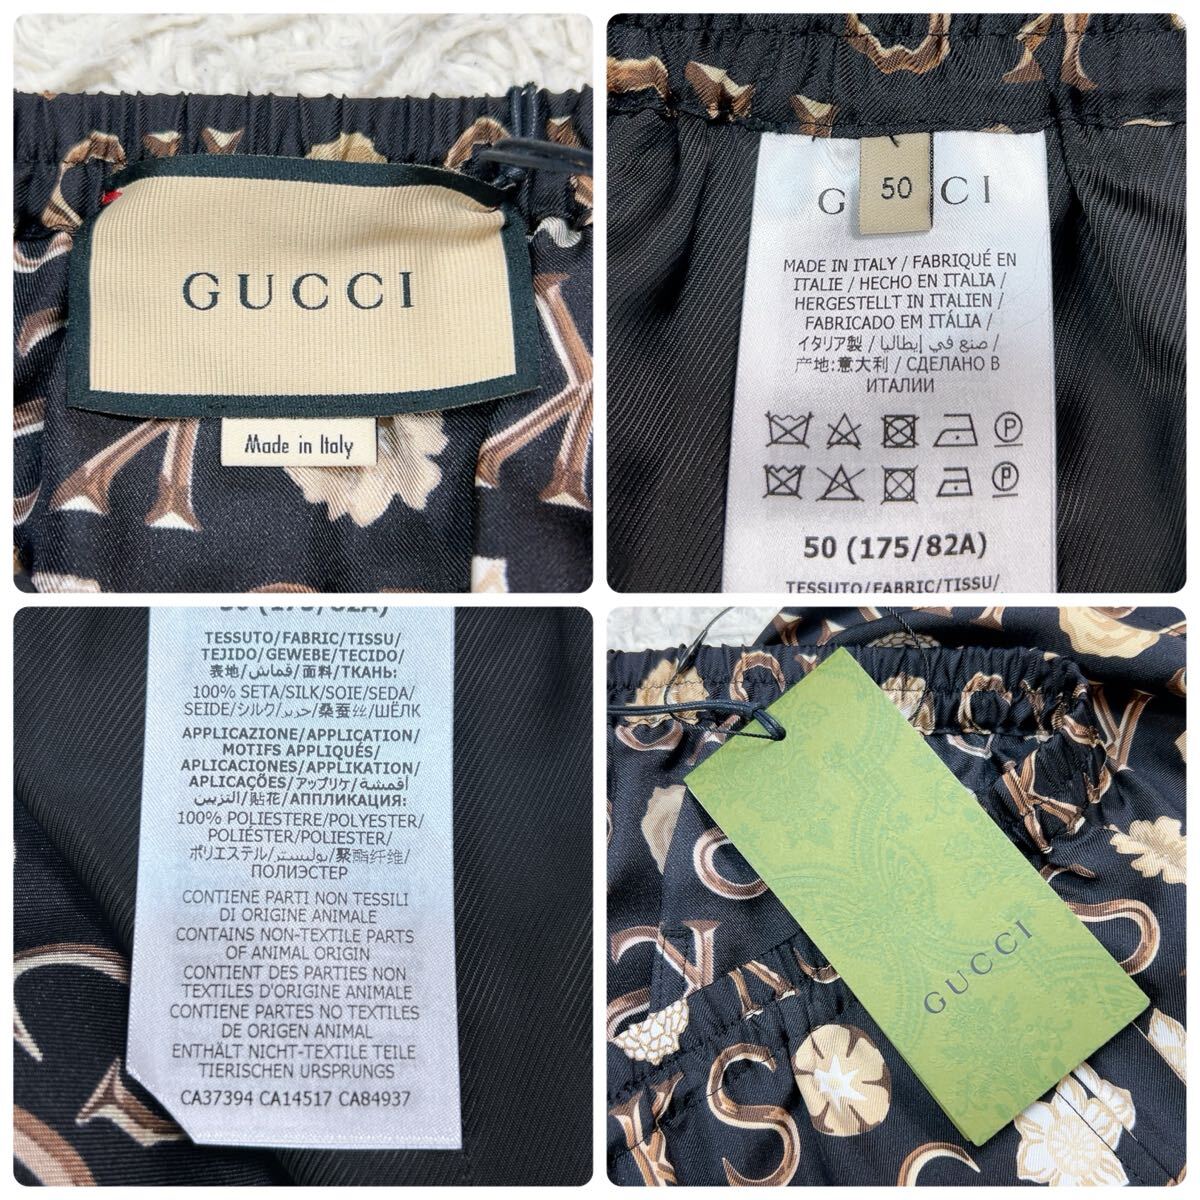 GUCCI
Made in Italy
50
G CI
MADE IN ITALY / FABRIQUÉ EN
ITALIE / HECHO EN ITALIA /
HERGESTELLT IN ITALIEN /
FABRICADO EM ITÁLIA /
イタリア製 / صنع في إيطاليا /
产地:意大利 / СДЕЛАНО В
ИТАЛИИ
P
P
50 (175/82A)
TESSUTO/FABRIC/TISSU/
50 (175/82A)
TESSUTO/FABRIC/TISSU/
TEJIDO/GEWEBE/TECIDO/
表地/قماش/面料/ТКАНЬ:
100% SETA/SILK/SOIE/SEDA/
SEIDE/シルク/حرير/桑蚕丝/ШЁЛК
APPLICAZIONE/APPLICATION/
MOTIFS APPLIQUÉS/
APLICACIONES/APPLIKATION/
APLICAÇÕES/アップリケ/أقمشة
التزيين/貼花/АППЛИКАЦИЯ:
100% POLIESTERE/POLYESTER/
POLIÉSTER/POLIESTER/
ポリエステル/بوليستر/聚酯纤维/
ПОЛИЭСТЕР
CONTIENE PARTI NON TESSILI
DI ORIGINE ANIMALE
CONTAINS NON-TEXTILE PARTS
OF ANIMAL ORIGIN
CONTIENT DES PARTIES NON
TEXTILES D'ORIGINE ANIMALE
CONTIENE PARTES NO TEXTILES
DE ORIGEN ANIMAL
ENTHÄLT NICHT-TEXTILE TEILE
TIERISCHEN URSPRUNGS
CA37394 CA14517 CA84937
GUCCI